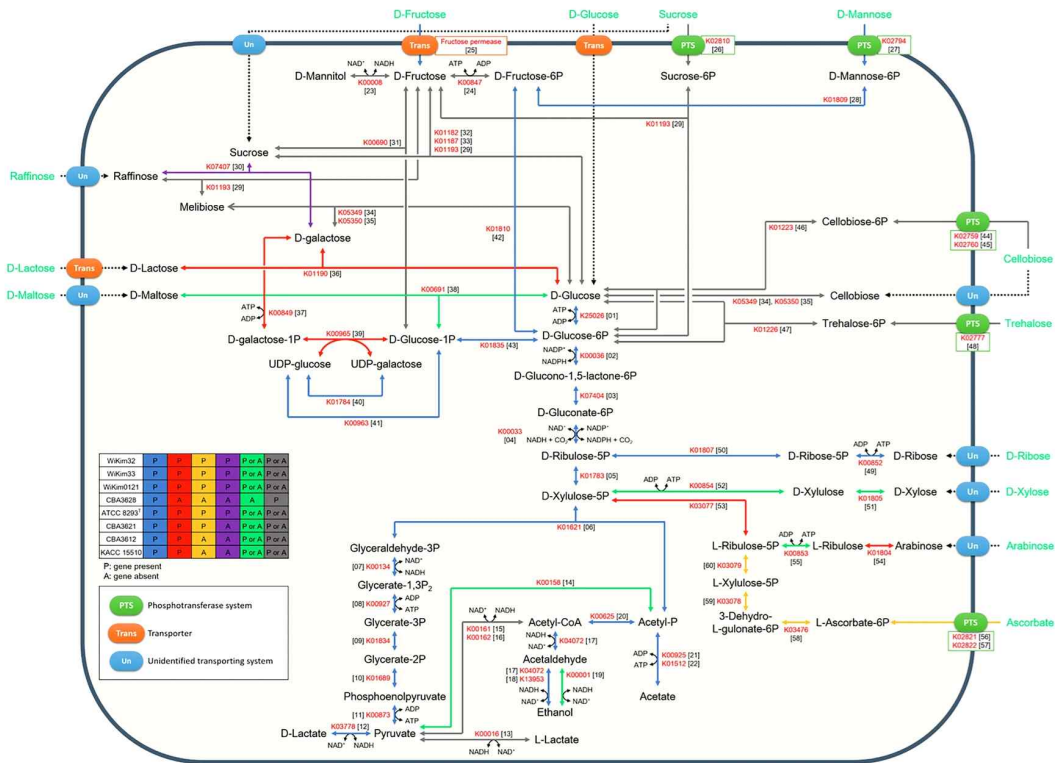 D-Fructose
D-Glucose
Sucrose
D-Mannose
Un
Trans
Fructose permease
[25]
Trans
PTS
K02810
[26]
PTS
K02794
[27]
D-Mannitol
NAD⁺ NADH
K00008
[23]
D-Fructose
ATP ADP
K00847
[24]
D-Fructose-6P
Sucrose-6P
D-Mannose-6P
K01809 [28]
K01193 [29]
K00690 [31]
K01182 [32]
K01187 [33]
K01193 [29]
Sucrose
K07407 [30]
Raffinose
Un
Raffinose
K01193 [29]
Melibiose
K05349 [34]
K05350 [35]
K01810
[42]
K01223 [46]
Cellobiose-6P
PTS
K02759 [44]
K02760 [45]
Cellobiose
D-galactose
D-Lactose
Trans
D-Lactose
K01190 [36]
D-Maltose
Un
D-Maltose
K00691 [38]
D-Glucose
K05349 [34], K05350 [35]
Cellobiose
Un
ATP
ADP
K00849 [37]
ATP
ADP
K25026 [01]
K01226 [47]
Trehalose-6P
PTS
Trehalose
K02777
[48]
D-galactose-1P
K00965 [39]
D-Glucose-1P
K01835 [43]
D-Glucose-6P
UDP-glucose
UDP-galactose
NADP⁺
NADPH
K00036 [02]
K01784 [40]
K00963 [41]
D-Glucono-1,5-lactone-6P
K07404 [03]
D-Gluconate-6P
K00033
[04]
NAD⁺
NADH + CO₂
NADP⁺
NADPH + CO₂
D-Ribulose-5P
K01807 [50]
D-Ribose-5P
ADP ATP
K00852
[49]
D-Ribose
Un
D-Ribose
K01783 [05]
D-Xylulose-5P
ADP ATP
K00854 [52]
D-Xylulose
K01805
[51]
D-Xylose
Un
D-Xylose
K03077 [53]
K01621 [06]
WiKim32 P P P P P or A P or A
WiKim33 P P P P P or A P or A
WiKim0121 P P P P P or A P or A
CBA3628 P A A A A P
ATCC 8293ᵀ P P P A P or A P or A
CBA3621 P P A A P or A P or A
CBA3612 P P A A P or A P or A
KACC 15510 P P A A P or A P or A
P: gene present
A: gene absent
PTS Phosphotransferase system
Trans Transporter
Un Unidentified transporting system
Glyceraldehyde-3P
[07] K00134
NAD⁺
NADH
Glycerate-1,3P₂
[08] K00927
ADP
ATP
Glycerate-3P
[09] K01834
Glycerate-2P
[10] K01689
Phosphoenolpyruvate
[11] K00873
ADP
ATP
D-Lactate
K03778 [12]
NAD⁺ NADH
Pyruvate
K00016 [13]
NADH NAD⁺
L-Lactate
K00158 [14]
NAD⁺ NADH
K00161 [15]
K00162 [16]
Acetyl-CoA
K00625 [20]
Acetyl-P
NADH
NAD⁺
K04072 [17]
Acetaldehyde
[17] K04072
[18] K13953
NADH
NAD⁺
K00001 [19]
NADH
NAD⁺
Ethanol
ADP
ATP
K00925 [21]
K01512 [22]
Acetate
L-Ribulose-5P
ADP ATP
K00853
[55]
L-Ribulose
K01804
[54]
Arabinose
Un
Arabinose
[60] K03079
L-Xylulose-5P
[59] K03078
3-Dehydro-
L-gulonate-6P
K03476
[58]
L-Ascorbate-6P
PTS
Ascorbate
K02821 [56]
K02822 [57]